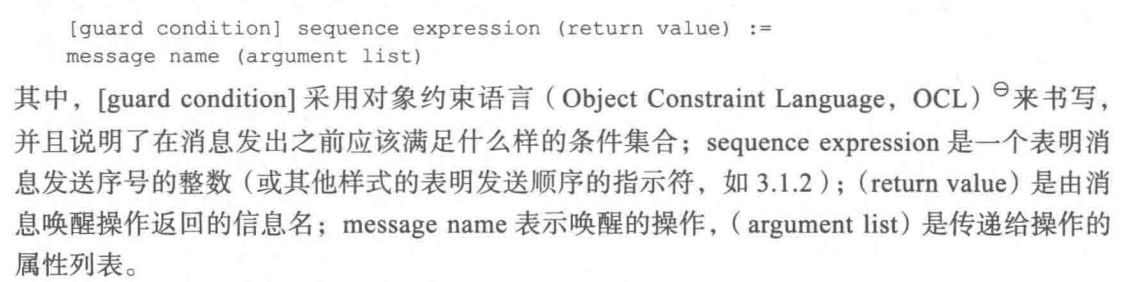 [guard condition] sequence expression (return value) :=
message name (argument list)
其中，[guard condition] 采用对象约束语言（Object Constraint Language，OCL）⊖来书写，
并且说明了在消息发出之前应该满足什么样的条件集合；sequence expression 是一个表明消
息发送序号的整数（或其他样式的表明发送顺序的指示符，如 3.1.2）；(return value) 是由消
息唤醒操作返回的信息名；message name 表示唤醒的操作，（argument list）是传递给操作的
属性列表。